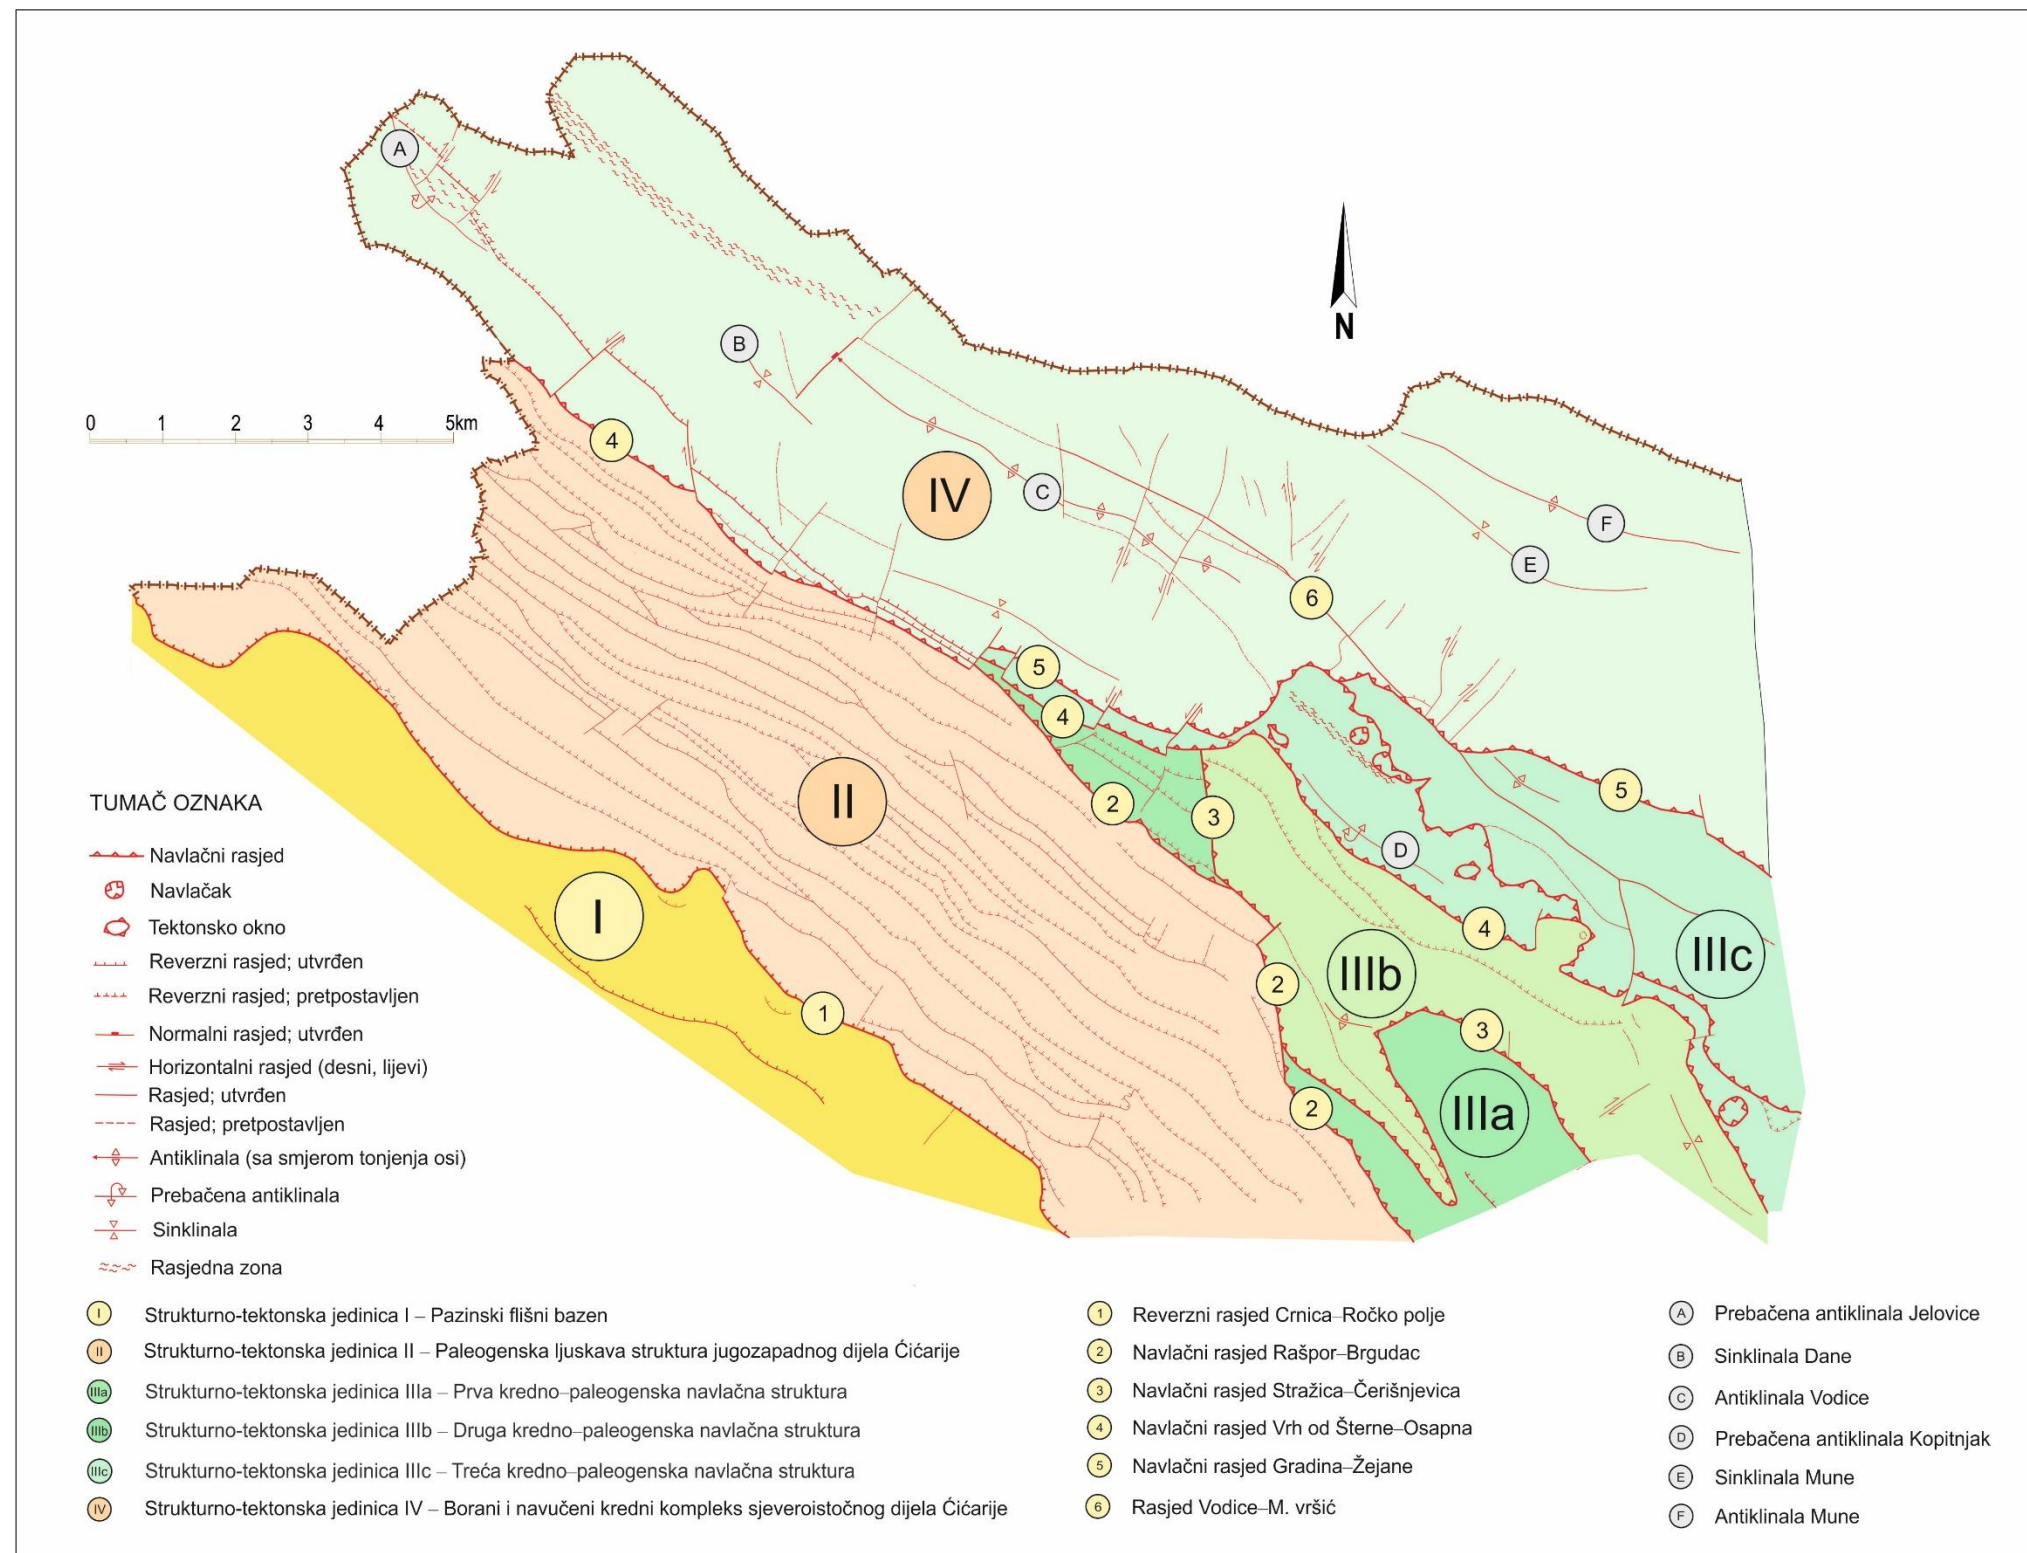 A
B
N
0 1 2 3 4 5km
4
IV
C
F
E
6
5
4
II
2
3
5
D
I
4
IIIb
IIIc
2
1
3
2
IIIa
TUMAČ OZNAKA
Navlačni rasjed
Navlačak
Tektonsko okno
Reverzni rasjed; utvrđen
Reverzni rasjed; pretpostavljen
Normalni rasjed; utvrđen
Horizontalni rasjed (desni, lijevi)
Rasjed; utvrđen
Rasjed; pretpostavljen
Antiklinala (sa smjerom tonjenja osi)
Prebačena antiklinala
Sinklinala
Rasjedna zona
I Strukturno-tektonska jedinica I – Pazinski flišni bazen
II Strukturno-tektonska jedinica II – Paleogenska ljuskava struktura jugozapadnog dijela Ćićarije
IIIa Strukturno-tektonska jedinica IIIa – Prva kredno–paleogenska navlačna struktura
IIIb Strukturno-tektonska jedinica IIIb – Druga kredno–paleogenska navlačna struktura
IIIc Strukturno-tektonska jedinica IIIc – Treća kredno–paleogenska navlačna struktura
IV Strukturno-tektonska jedinica IV – Borani i navučeni kredni kompleks sjeveroistočnog dijela Ćićarije
1 Reverzni rasjed Crnica–Ročko polje
2 Navlačni rasjed Rašpor–Brgudac
3 Navlačni rasjed Stražica–Čerišnjevica
4 Navlačni rasjed Vrh od Šterne–Osapna
5 Navlačni rasjed Gradina–Žejane
6 Rasjed Vodice–M. vršić
A Prebačena antiklinala Jelovice
B Sinklinala Dane
C Antiklinala Vodice
D Prebačena antiklinala Kopitnjak
E Sinklinala Mune
F Antiklinala Mune